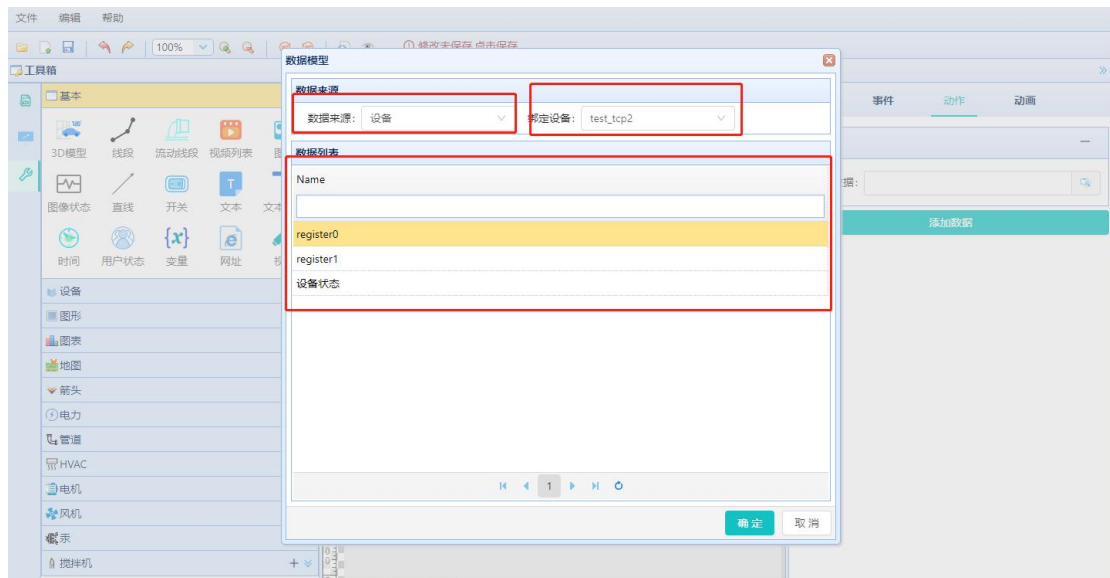 文件 编辑 帮助
100%
修改未保存,点击保存
工具箱
数据模型
基本
事件 动作 动画
数据来源
数据来源: 设备
绑定设备: test_tcp2
3D模型 线段 流动线段 视频列表
数据列表
Name
图像状态 直线 开关 文本
添加数据
register0
时间 用户状态 变量 网址
register1
设备状态
设备
图形
图表
地图
箭头
电力
管道
HVAC
1
电机
风机
确定 取消
泵
搅拌机